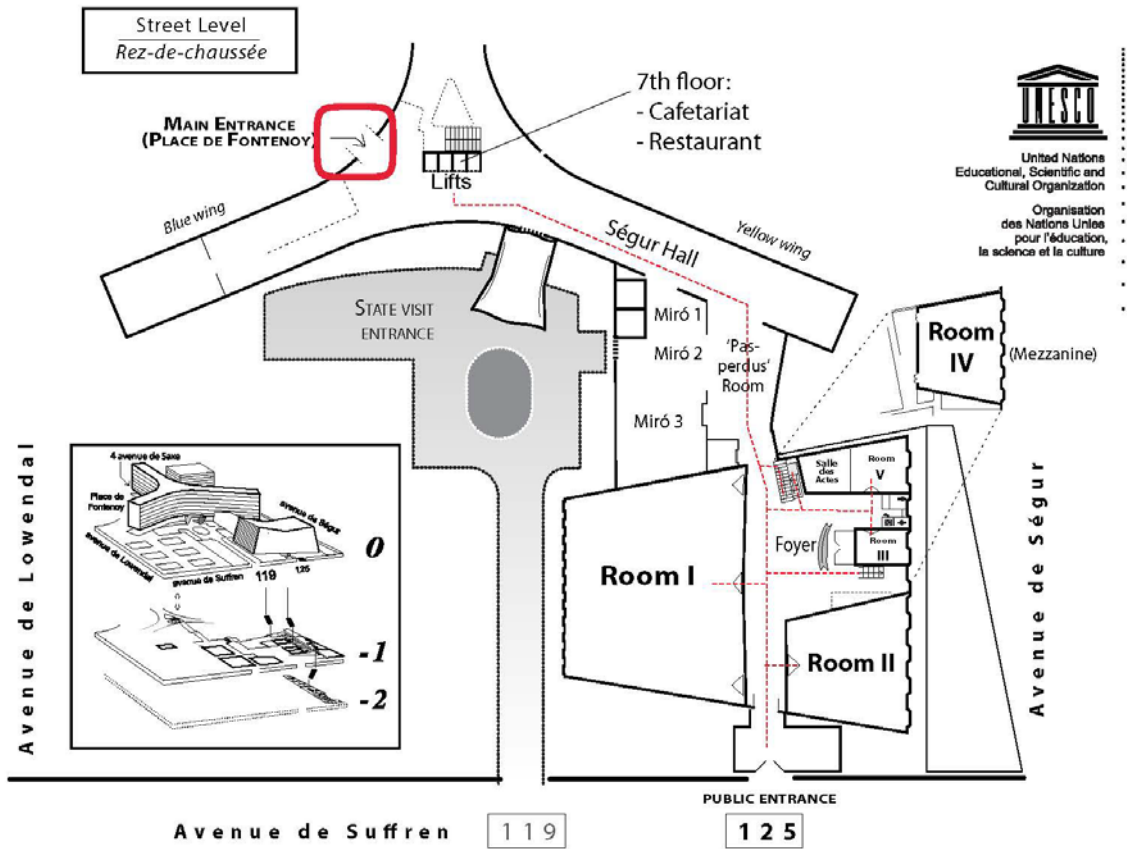 Street Level
Rez-de-chaussée
MAIN ENTRANCE
(PLACE DE FONTENOY)
7th floor:
- Cafetariat
- Restaurant
Lifts
UNESCO
United Nations
Educational, Scientific and
Cultural Organization
Organisation
des Nations Unies
pour l'éducation,
la science et la culture
Blue wing
Ségur Hall
Yellow wing
STATE VISIT
ENTRANCE
Miró 1
Miró 2
Miró 3
'Pas-
perdus'
Room
Room
IV
(Mezzanine)
Salle
des
Actes
Room
V
Room
III
Foyer
Room I
Room II
Avenue de Lowendal
Avenue de Ségur
4 avenue de Saxe
Place de
Fontenoy
avenue de Ségur
avenue de Lowendal
avenue de Suffren
119
125
0
-1
-2
PUBLIC ENTRANCE
Avenue de Suffren
119
125